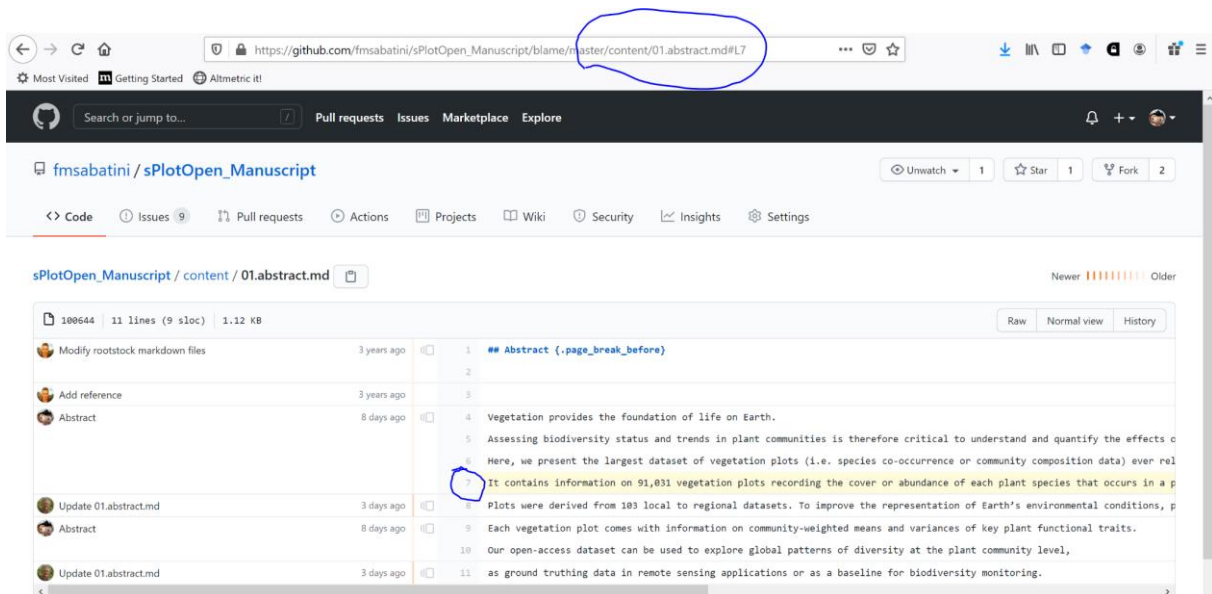 https://github.com/fmsabatini/sPlotOpen_Manuscript/blame/master/content/01.abstract.md#L7
Most Visited Getting Started Altmetric it!
Search or jump to... / Pull requests Issues Marketplace Explore
fmsabatini / sPlotOpen_Manuscript Unwatch 1 Star 1 Fork 2
<> Code Issues 9 Pull requests Actions Projects Wiki Security Insights Settings
sPlotOpen_Manuscript / content / 01.abstract.md Newer Older
100644 11 lines (9 sloc) 1.12 KB Raw Normal view History
Modify rootstock markdown files 3 years ago 1 ## Abstract {.page_break_before}
2
Add reference 3 years ago 3
Abstract 8 days ago 4 Vegetation provides the foundation of life on Earth.
5 Assessing biodiversity status and trends in plant communities is therefore critical to understand and quantify the effects o
6 Here, we present the largest dataset of vegetation plots (i.e. species co-occurrence or community composition data) ever rel
7 It contains information on 91,031 vegetation plots recording the cover or abundance of each plant species that occurs in a p
Update 01.abstract.md 3 days ago 8 Plots were derived from 103 local to regional datasets. To improve the representation of Earth's environmental conditions, p
Abstract 8 days ago 9 Each vegetation plot comes with information on community-weighted means and variances of key plant functional traits.
10 Our open-access dataset can be used to explore global patterns of diversity at the plant community level,
Update 01.abstract.md 3 days ago 11 as ground truthing data in remote sensing applications or as a baseline for biodiversity monitoring.